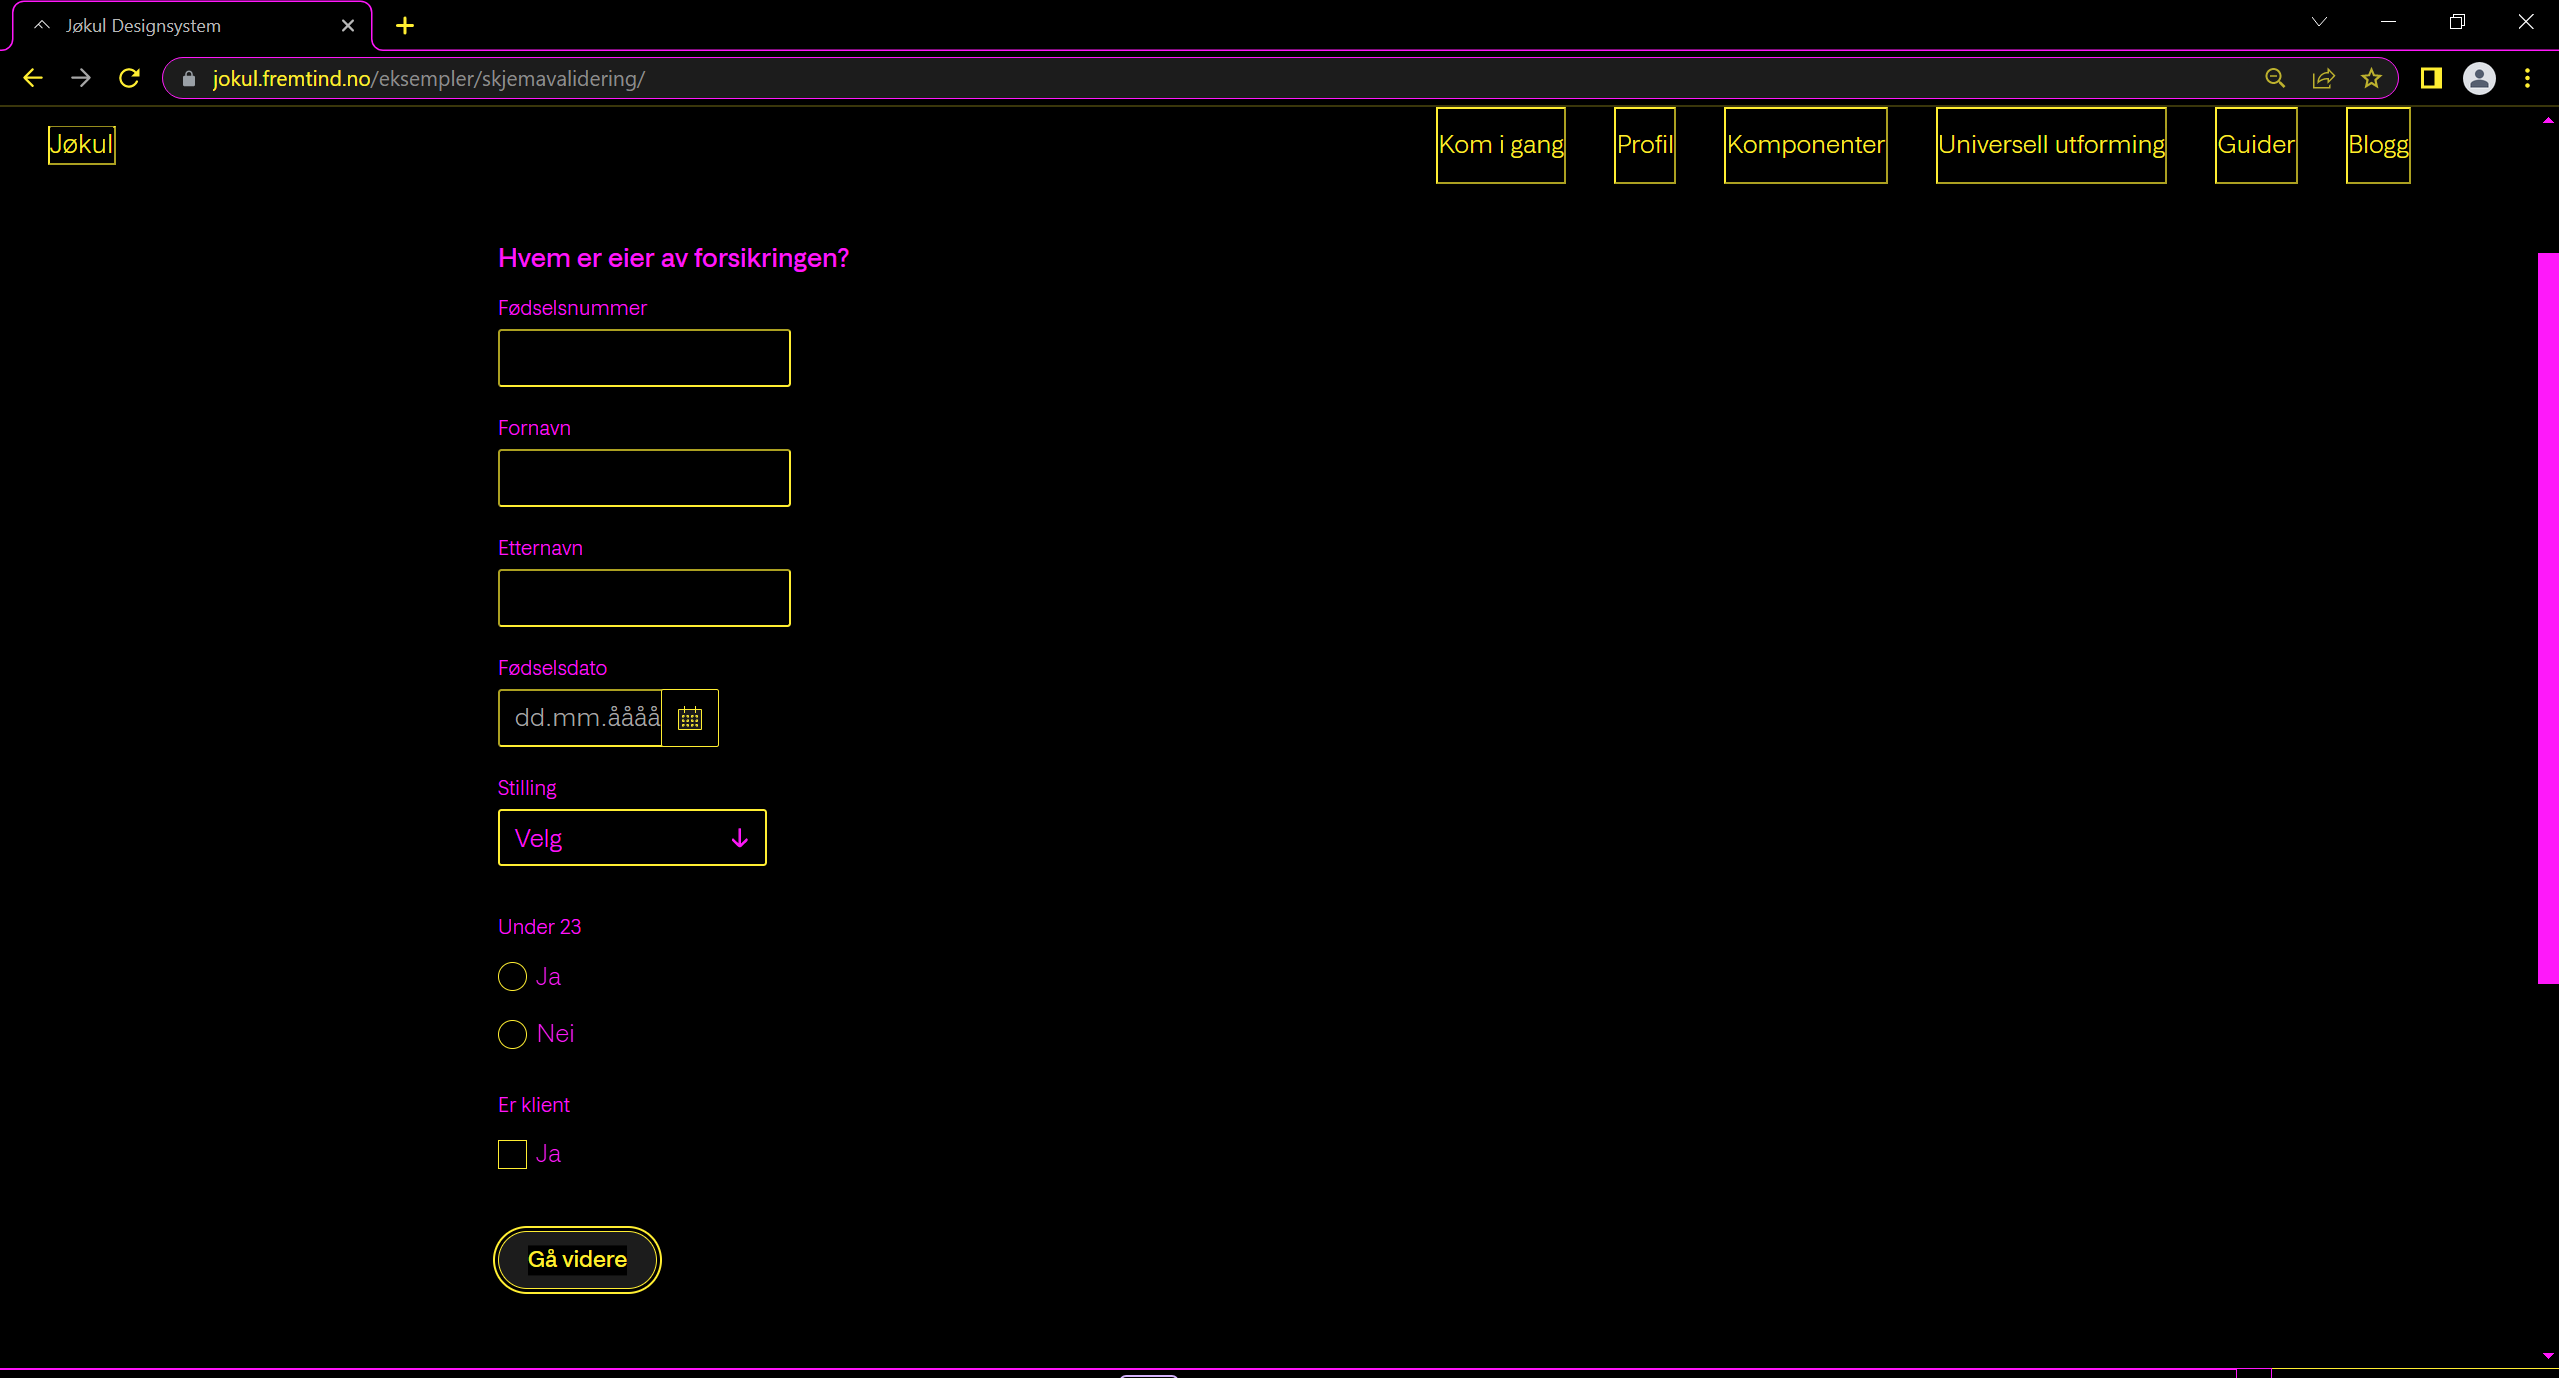 Jøkul Designsystem
jokul.fremtind.no/eksempler/skjemavalidering/
Jøkul Kom i gang Profil Komponenter Universell utforming Guider Blogg
Hvem er eier av forsikringen?
Fødselsnummer
Fornavn
Etternavn
Fødselsdato
dd.mm.åååå
Stilling
Velg
Under 23
Ja
Nei
Er klient
Ja
Gå videre